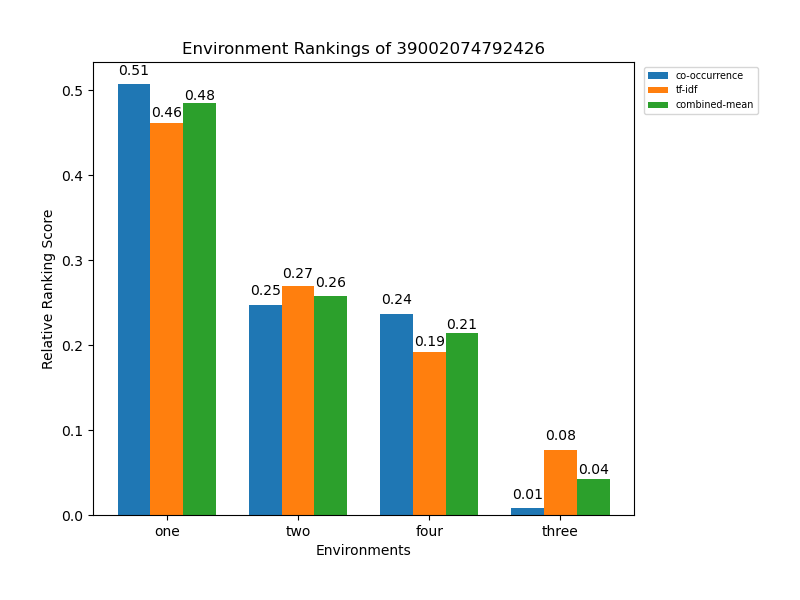 Environment Rankings of 39002074792426
co-occurrence
tf-idf
combined-mean
Relative Ranking Score
0.5
0.4
0.3
0.2
0.1
0.0
0.51
0.46
0.48
0.25
0.27
0.26
0.24
0.19
0.21
0.01
0.08
0.04
one
two
four
three
Environments